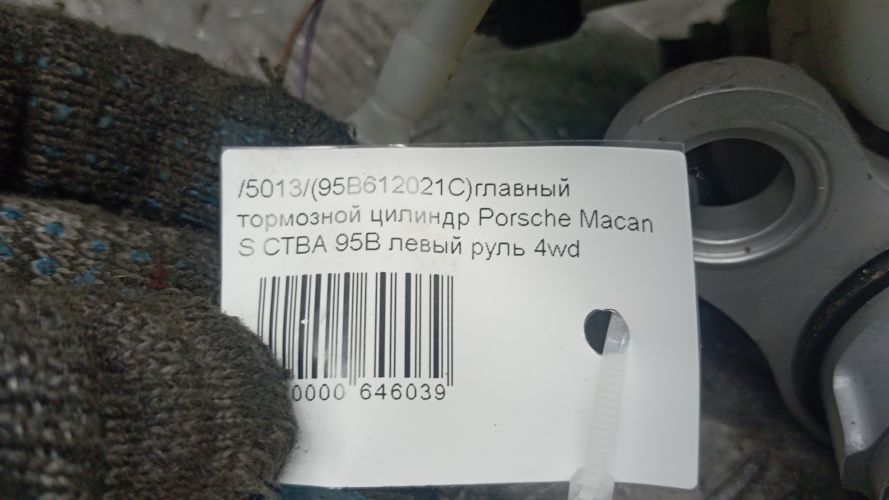 /5013/(95B612021C)главный
тормозной цилиндр Porsche Macan
S CTBA 95B левый руль 4wd
0000 646039